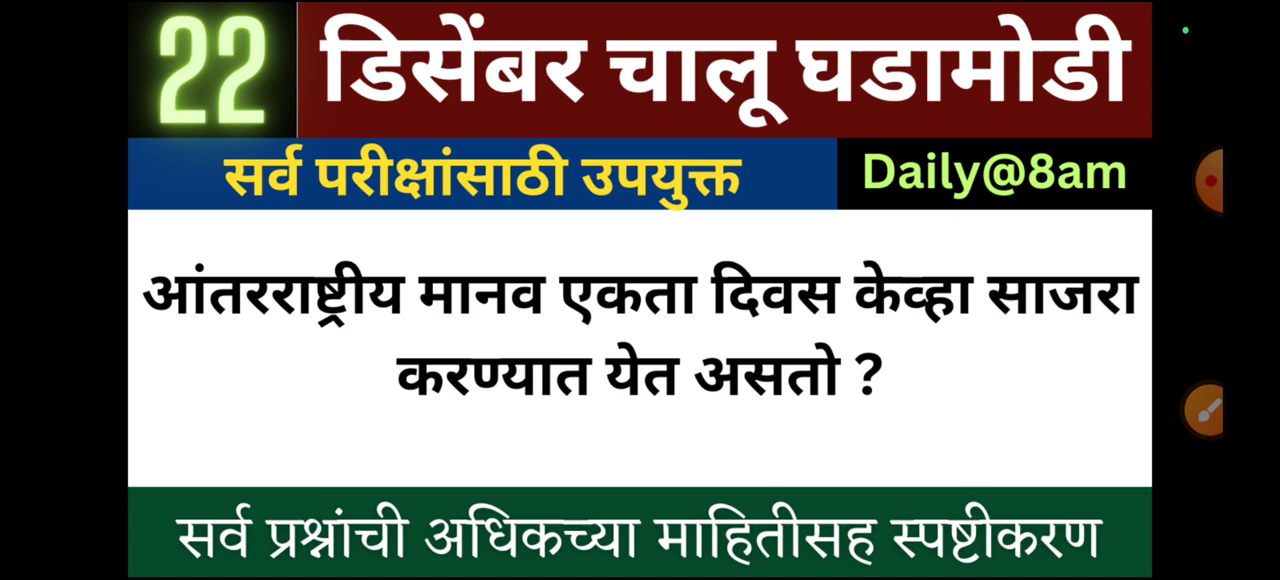 22 डिसेंबर चालू घडामोडी
सर्व परीक्षांसाठी उपयुक्त Daily@8am
आंतरराष्ट्रीय मानव एकता दिवस केव्हा साजरा
करण्यात येत असतो ?
सर्व प्रश्नांची अधिकच्या माहितीसह स्पष्टीकरण